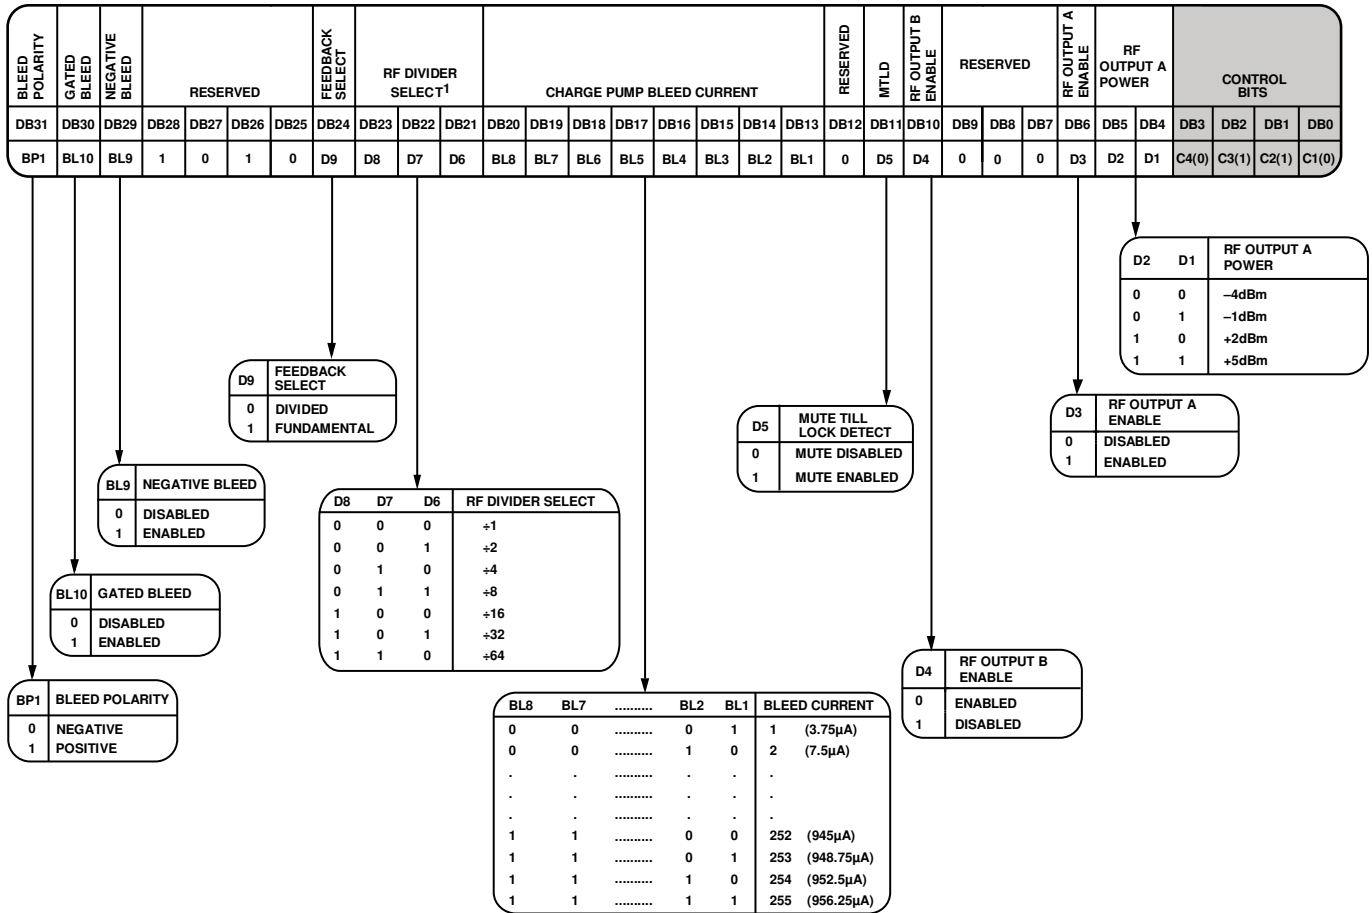 BLEED POLARITY
GATED BLEED
NEGATIVE BLEED
RESERVED
FEEDBACK SELECT
RF DIVIDER
SELECT1
CHARGE PUMP BLEED CURRENT
RESERVED
MTLD
RF OUTPUT B ENABLE
RESERVED
RF OUTPUT A ENABLE
RF
OUTPUT A
POWER
CONTROL
BITS
DB31 DB30 DB29 DB28 DB27 DB26 DB25 DB24 DB23 DB22 DB21 DB20 DB19 DB18 DB17 DB16 DB15 DB14 DB13 DB12 DB11 DB10 DB9 DB8 DB7 DB6 DB5 DB4 DB3 DB2 DB1 DB0
BP1 BL10 BL9 1 0 1 0 D9 D8 D7 D6 BL8 BL7 BL6 BL5 BL4 BL3 BL2 BL1 0 D5 D4 0 0 0 D3 D2 D1 C4(0) C3(1) C2(1) C1(0)
D2 D1 RF OUTPUT A
POWER
0 0 –4dBm
0 1 –1dBm
1 0 +2dBm
1 1 +5dBm
D9 FEEDBACK
SELECT
0 DIVIDED
1 FUNDAMENTAL
D3 RF OUTPUT A
ENABLE
0 DISABLED
1 ENABLED
D5 MUTE TILL
LOCK DETECT
0 MUTE DISABLED
1 MUTE ENABLED
BL9 NEGATIVE BLEED
0 DISABLED
1 ENABLED
D8 D7 D6 RF DIVIDER SELECT
0 0 0 ÷1
0 0 1 ÷2
0 1 0 ÷4
0 1 1 ÷8
1 0 0 ÷16
1 0 1 ÷32
1 1 0 ÷64
BL10 GATED BLEED
0 DISABLED
1 ENABLED
D4 RF OUTPUT B
ENABLE
0 ENABLED
1 DISABLED
BP1 BLEED POLARITY
0 NEGATIVE
1 POSITIVE
BL8 BL7 .......... BL2 BL1 BLEED CURRENT
0 0 .......... 0 1 1 (3.75µA)
0 0 .......... 1 0 2 (7.5µA)
. . .......... . . .
. . .......... . . .
. . .......... . . .
1 1 .......... 0 0 252 (945µA)
1 1 .......... 0 1 253 (948.75µA)
1 1 .......... 1 0 254 (952.5µA)
1 1 .......... 1 1 255 (956.25µA)